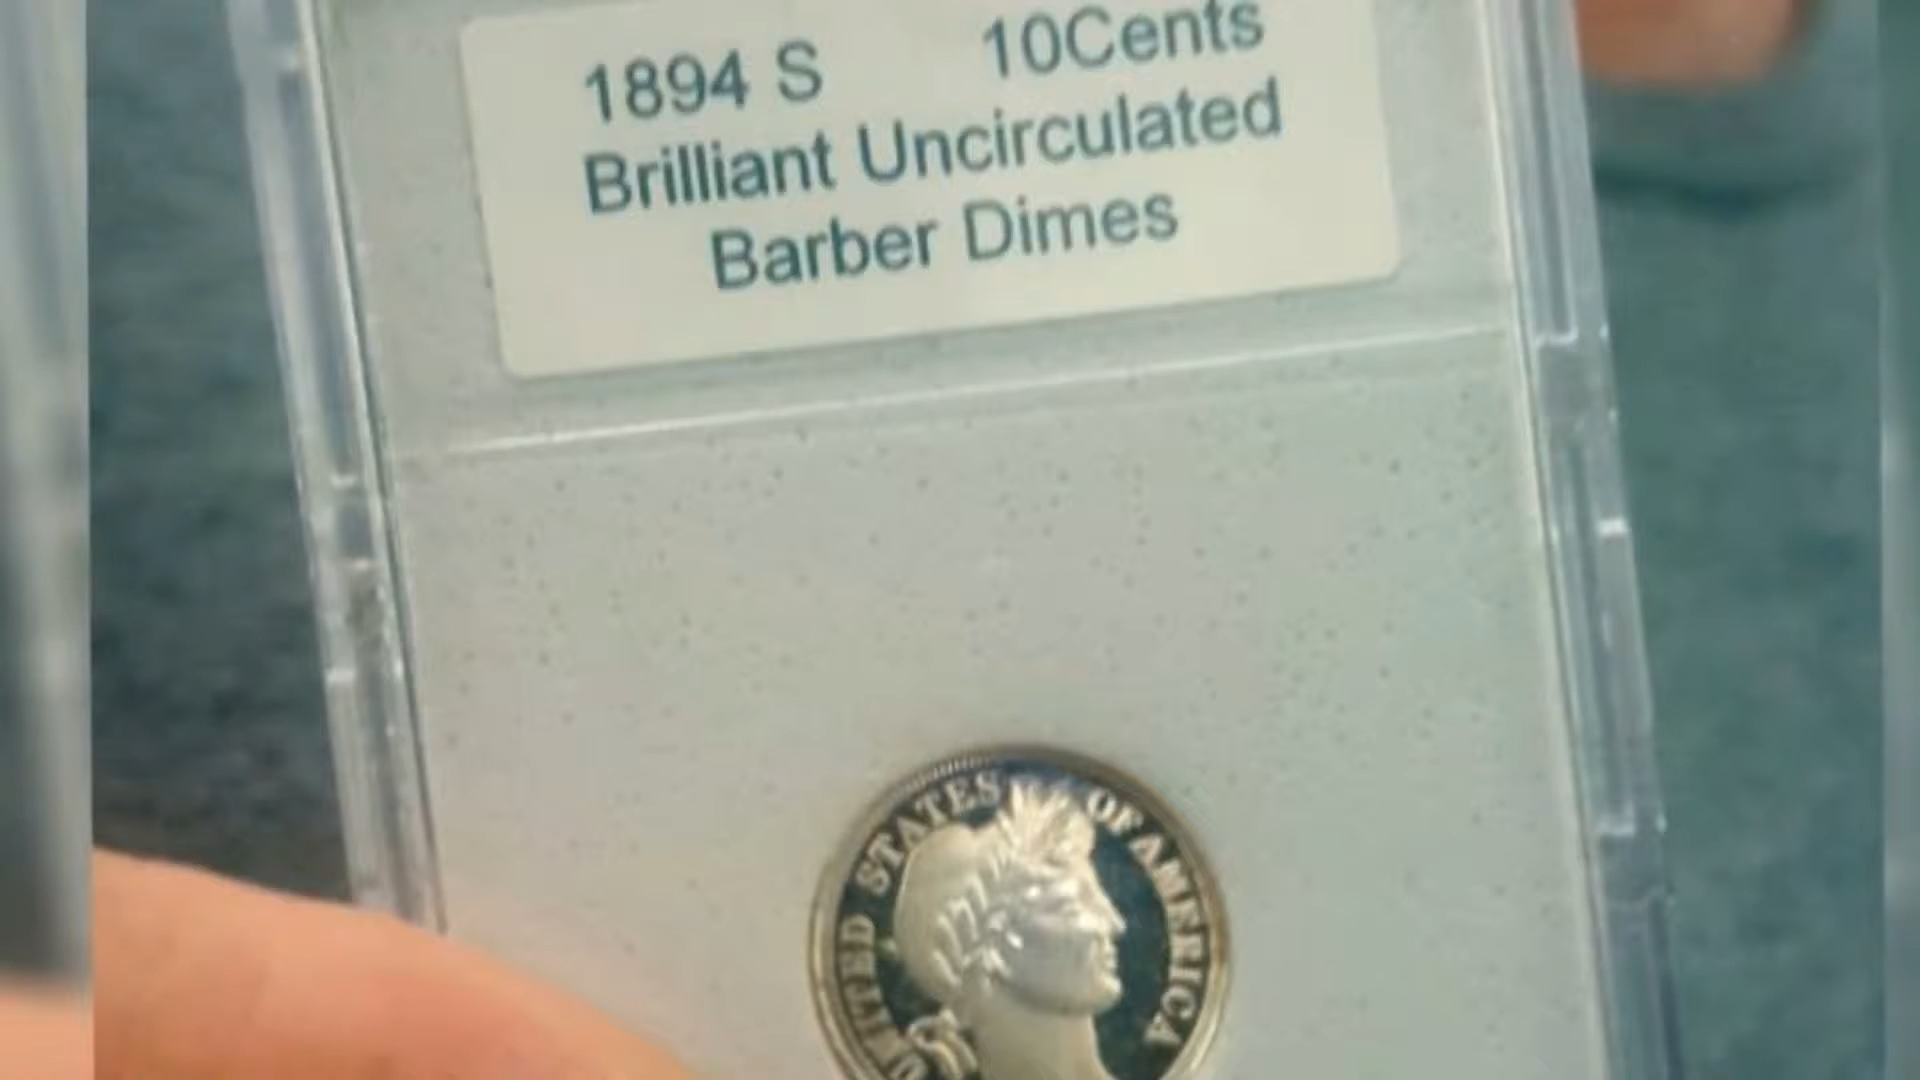 1894 S 10Cents
Brilliant Uncirculated
Barber Dimes
UNITED STATES OF AMERICA